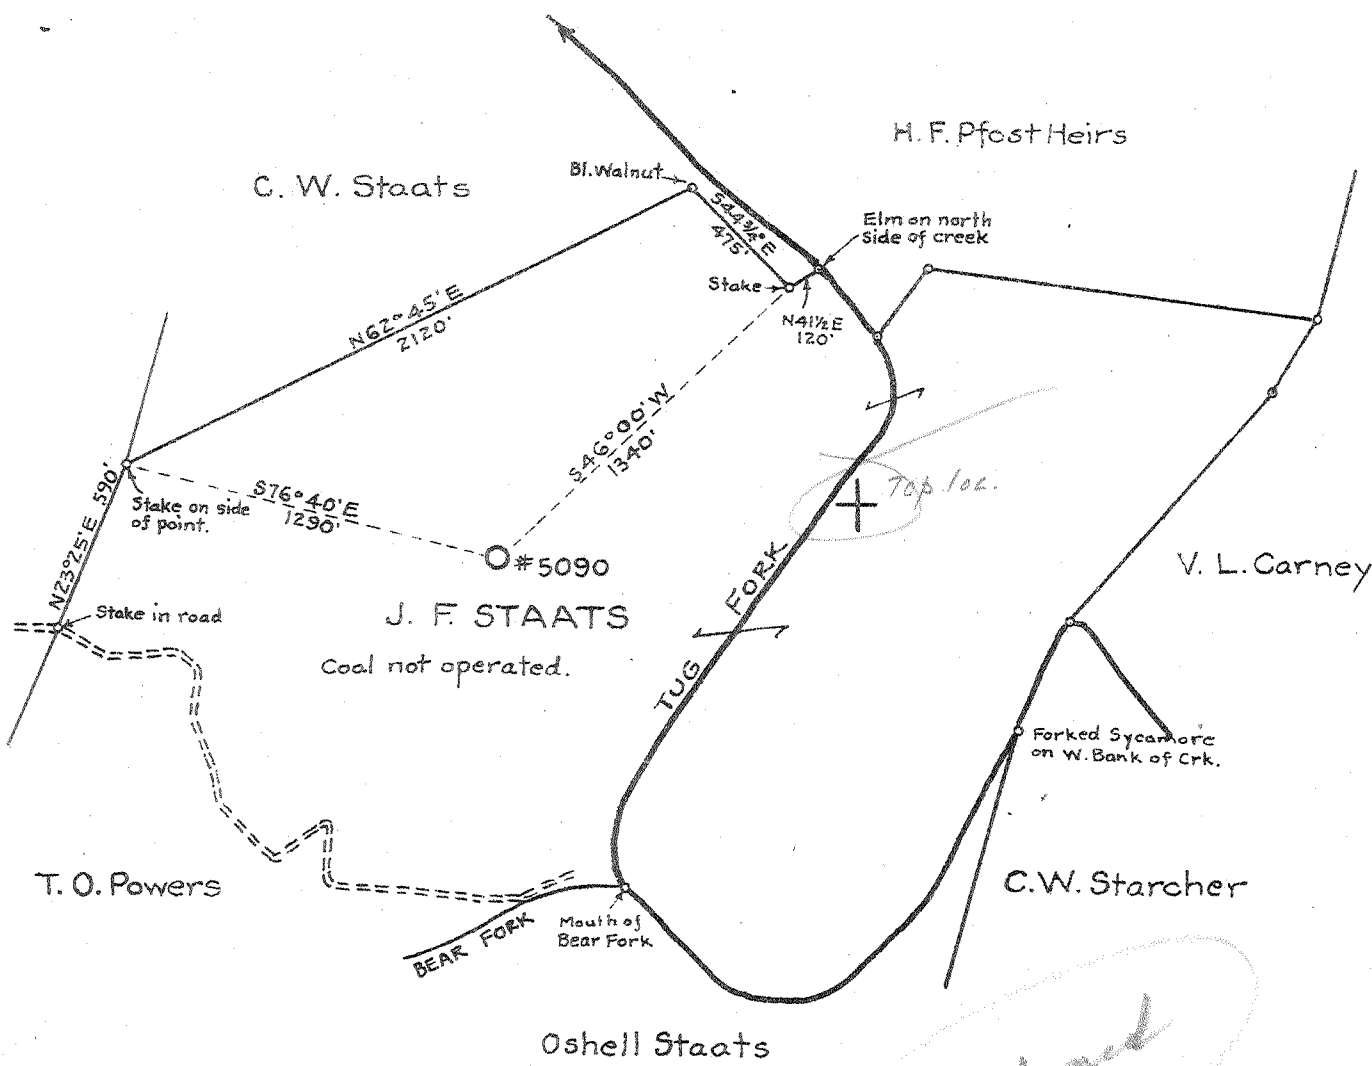 H. F. Pfost Heirs
C. W. Staats
Bl. Walnut
S44¾°E
475'
Elm on north
Side of creek
Stake
N41½E
120'
N62°45'E
2120'
S46°00'W
1340'
Top loc.
Stake on side
of point.
S76°40'E
1290'
N23°25'E 590'
#5090
V. L. Carney
Stake in road
J. F. STAATS
Coal not operated.
TUG FORK
Forked Sycamore
on W. Bank of Crk.
T. O. Powers
C. W. Starcher
Mouth of
Bear Fork
BEAR FORK
Oshell Staats